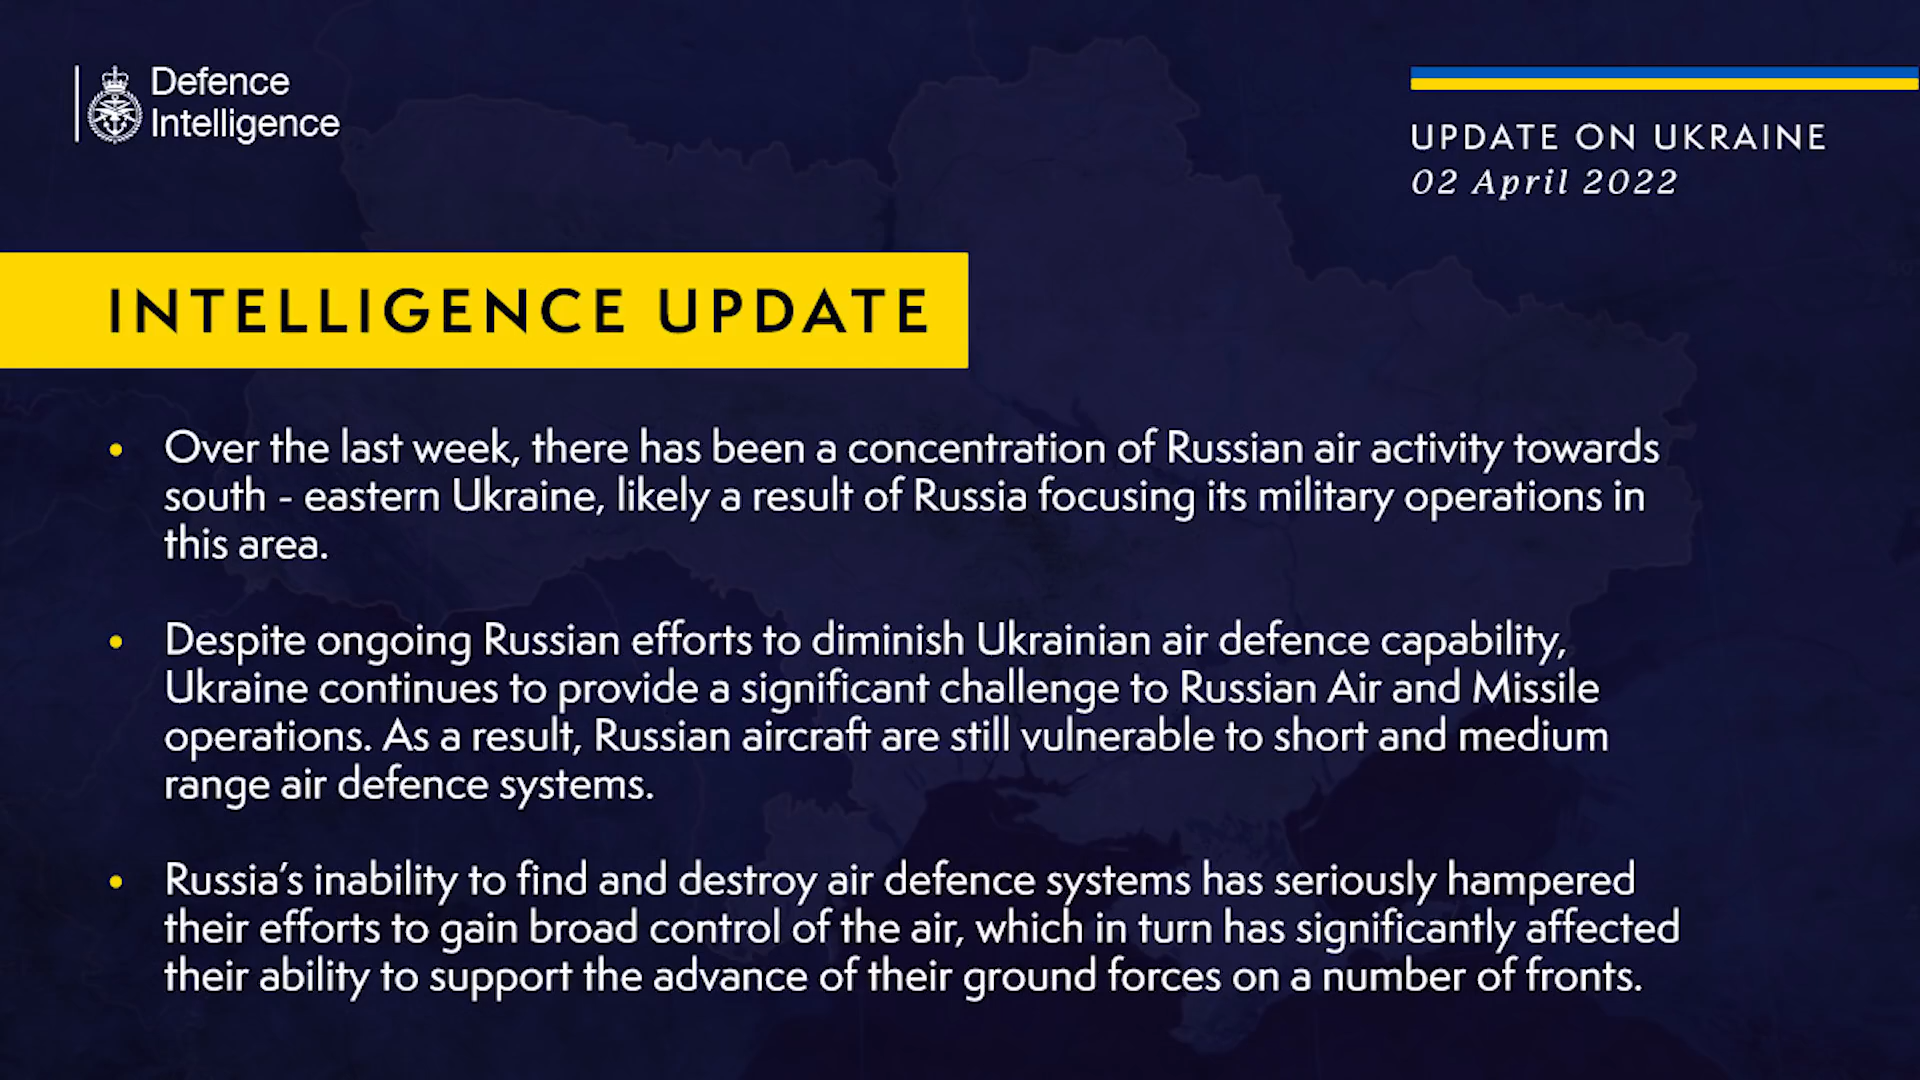 Defence
Intelligence
UPDATE ON UKRAINE
02 April 2022
INTELLIGENCE UPDATE
• Over the last week, there has been a concentration of Russian air activity towards
south - eastern Ukraine, likely a result of Russia focusing its military operations in
this area.
• Despite ongoing Russian efforts to diminish Ukrainian air defence capability,
Ukraine continues to provide a significant challenge to Russian Air and Missile
operations. As a result, Russian aircraft are still vulnerable to short and medium
range air defence systems.
• Russia’s inability to find and destroy air defence systems has seriously hampered
their efforts to gain broad control of the air, which in turn has significantly affected
their ability to support the advance of their ground forces on a number of fronts.